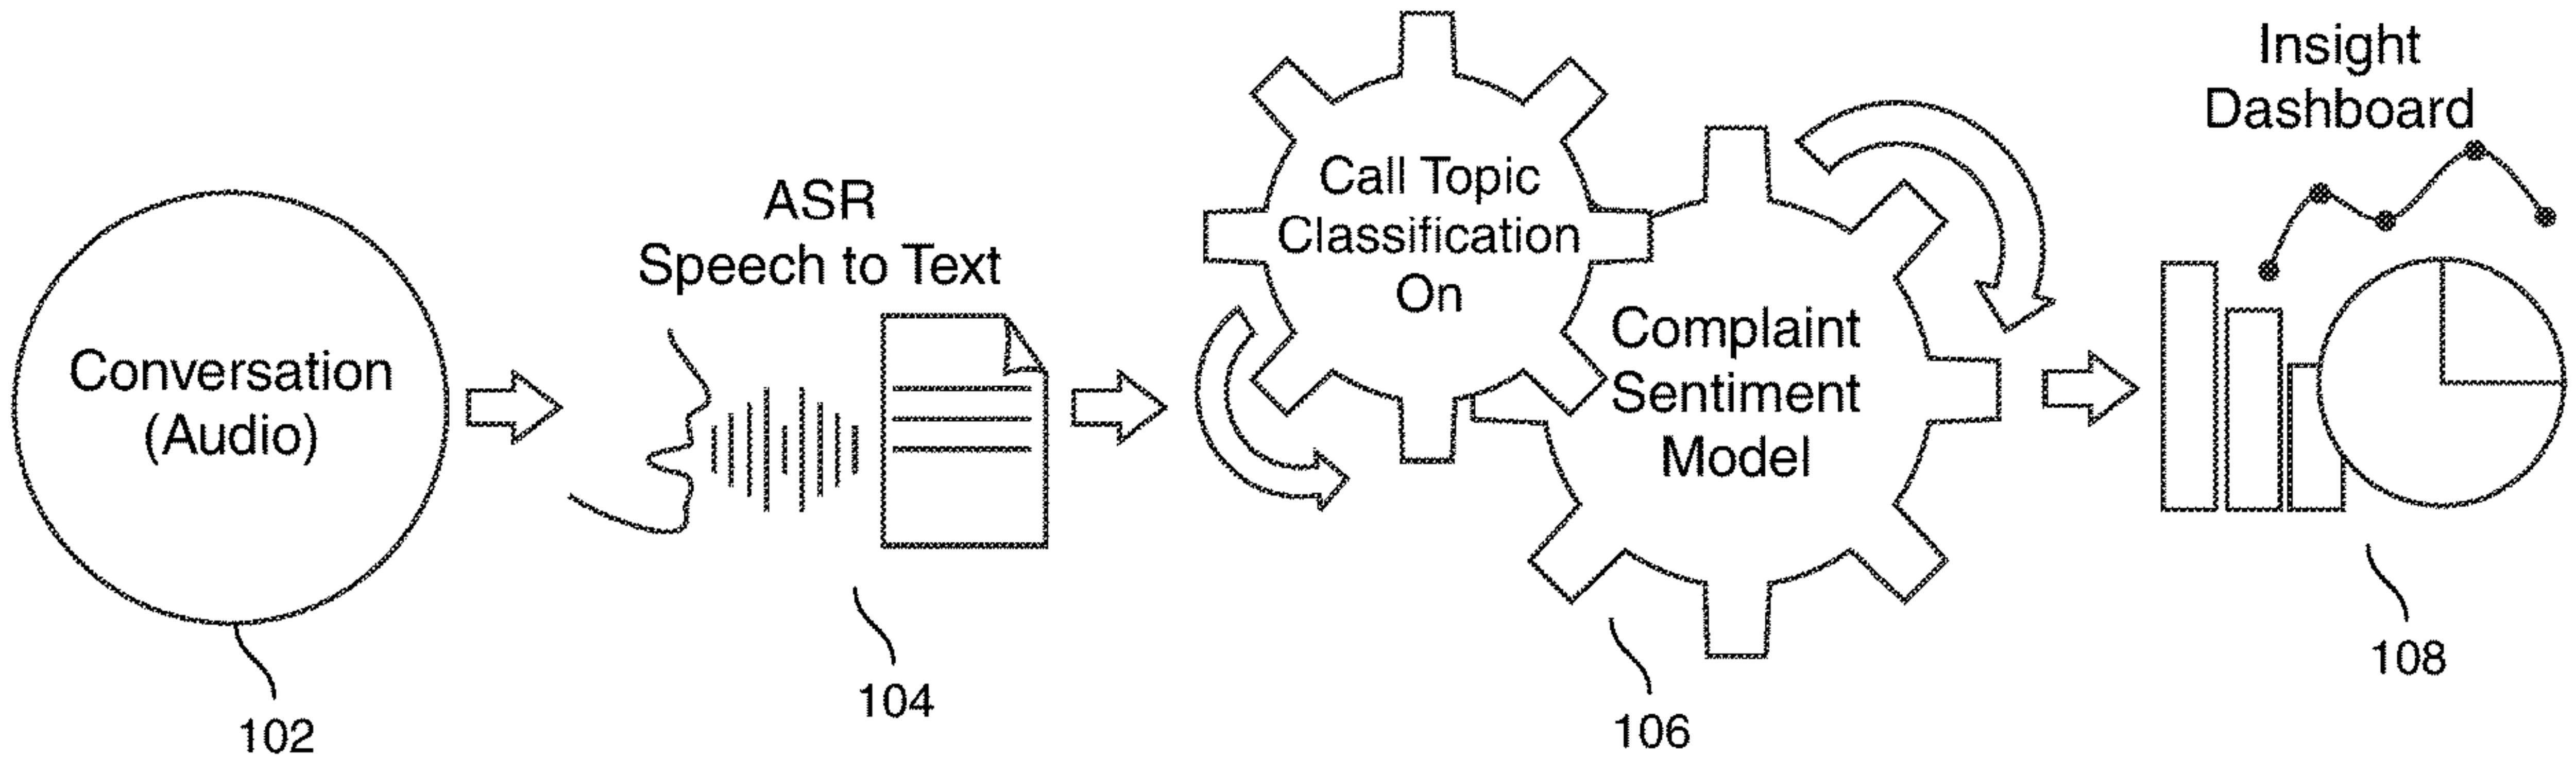 Conversation
(Audio)
102
ASR
Speech to Text
104
Call Topic
Classification
On
Complaint
Sentiment
Model
106
Insight
Dashboard
108